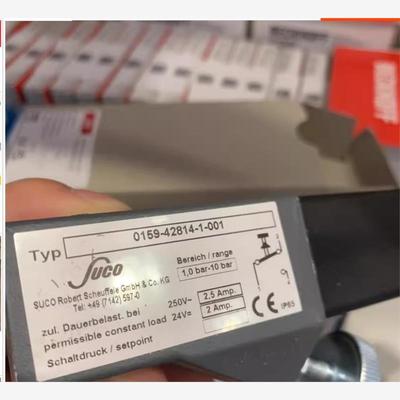 Typ 0159-42814-1-001
Suco
Bereich / range
1,0 bar-10 bar
SUCO Robert Scheuffele GmbH & Co. KG
Tel: +49 (7142) 597-0
zul. Dauerbelast. bei 250V= 2.5 Amp.
permissible constant load 24V= 2 Amp.
Schaltdruck / setpoint
CE IP65